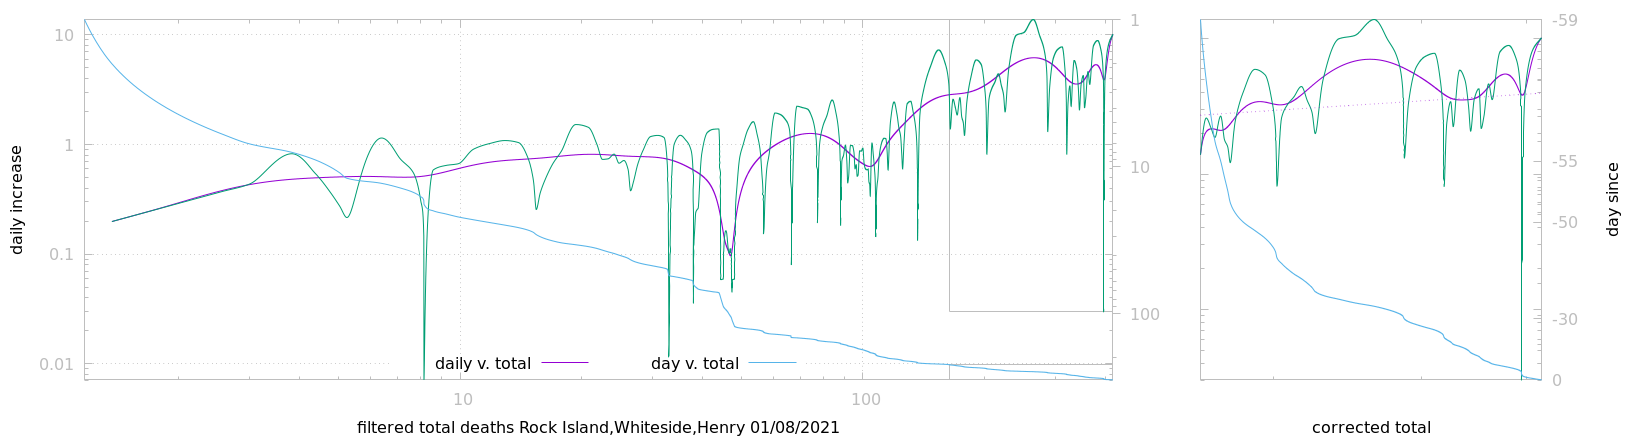 10
1
0.1
0.01
daily increase
daily v. total
day v. total
10
100
filtered total deaths Rock Island,Whiteside,Henry 01/08/2021
1
10
100
-59
-55
-50
-30
0
day since
corrected total